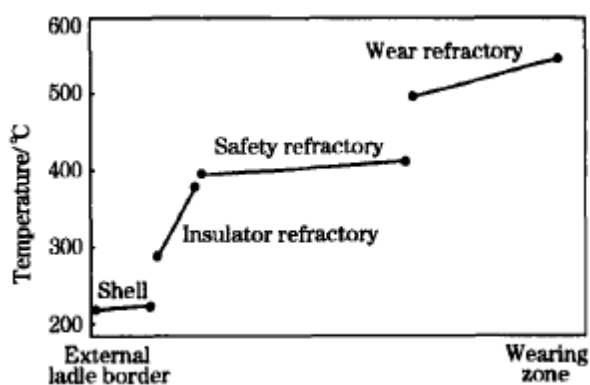 600
Wear refractory
500
Safety refractory
400
Insulator refractory
300
Shell
200
Temperature/℃
External
ladle border
Wearing
zone